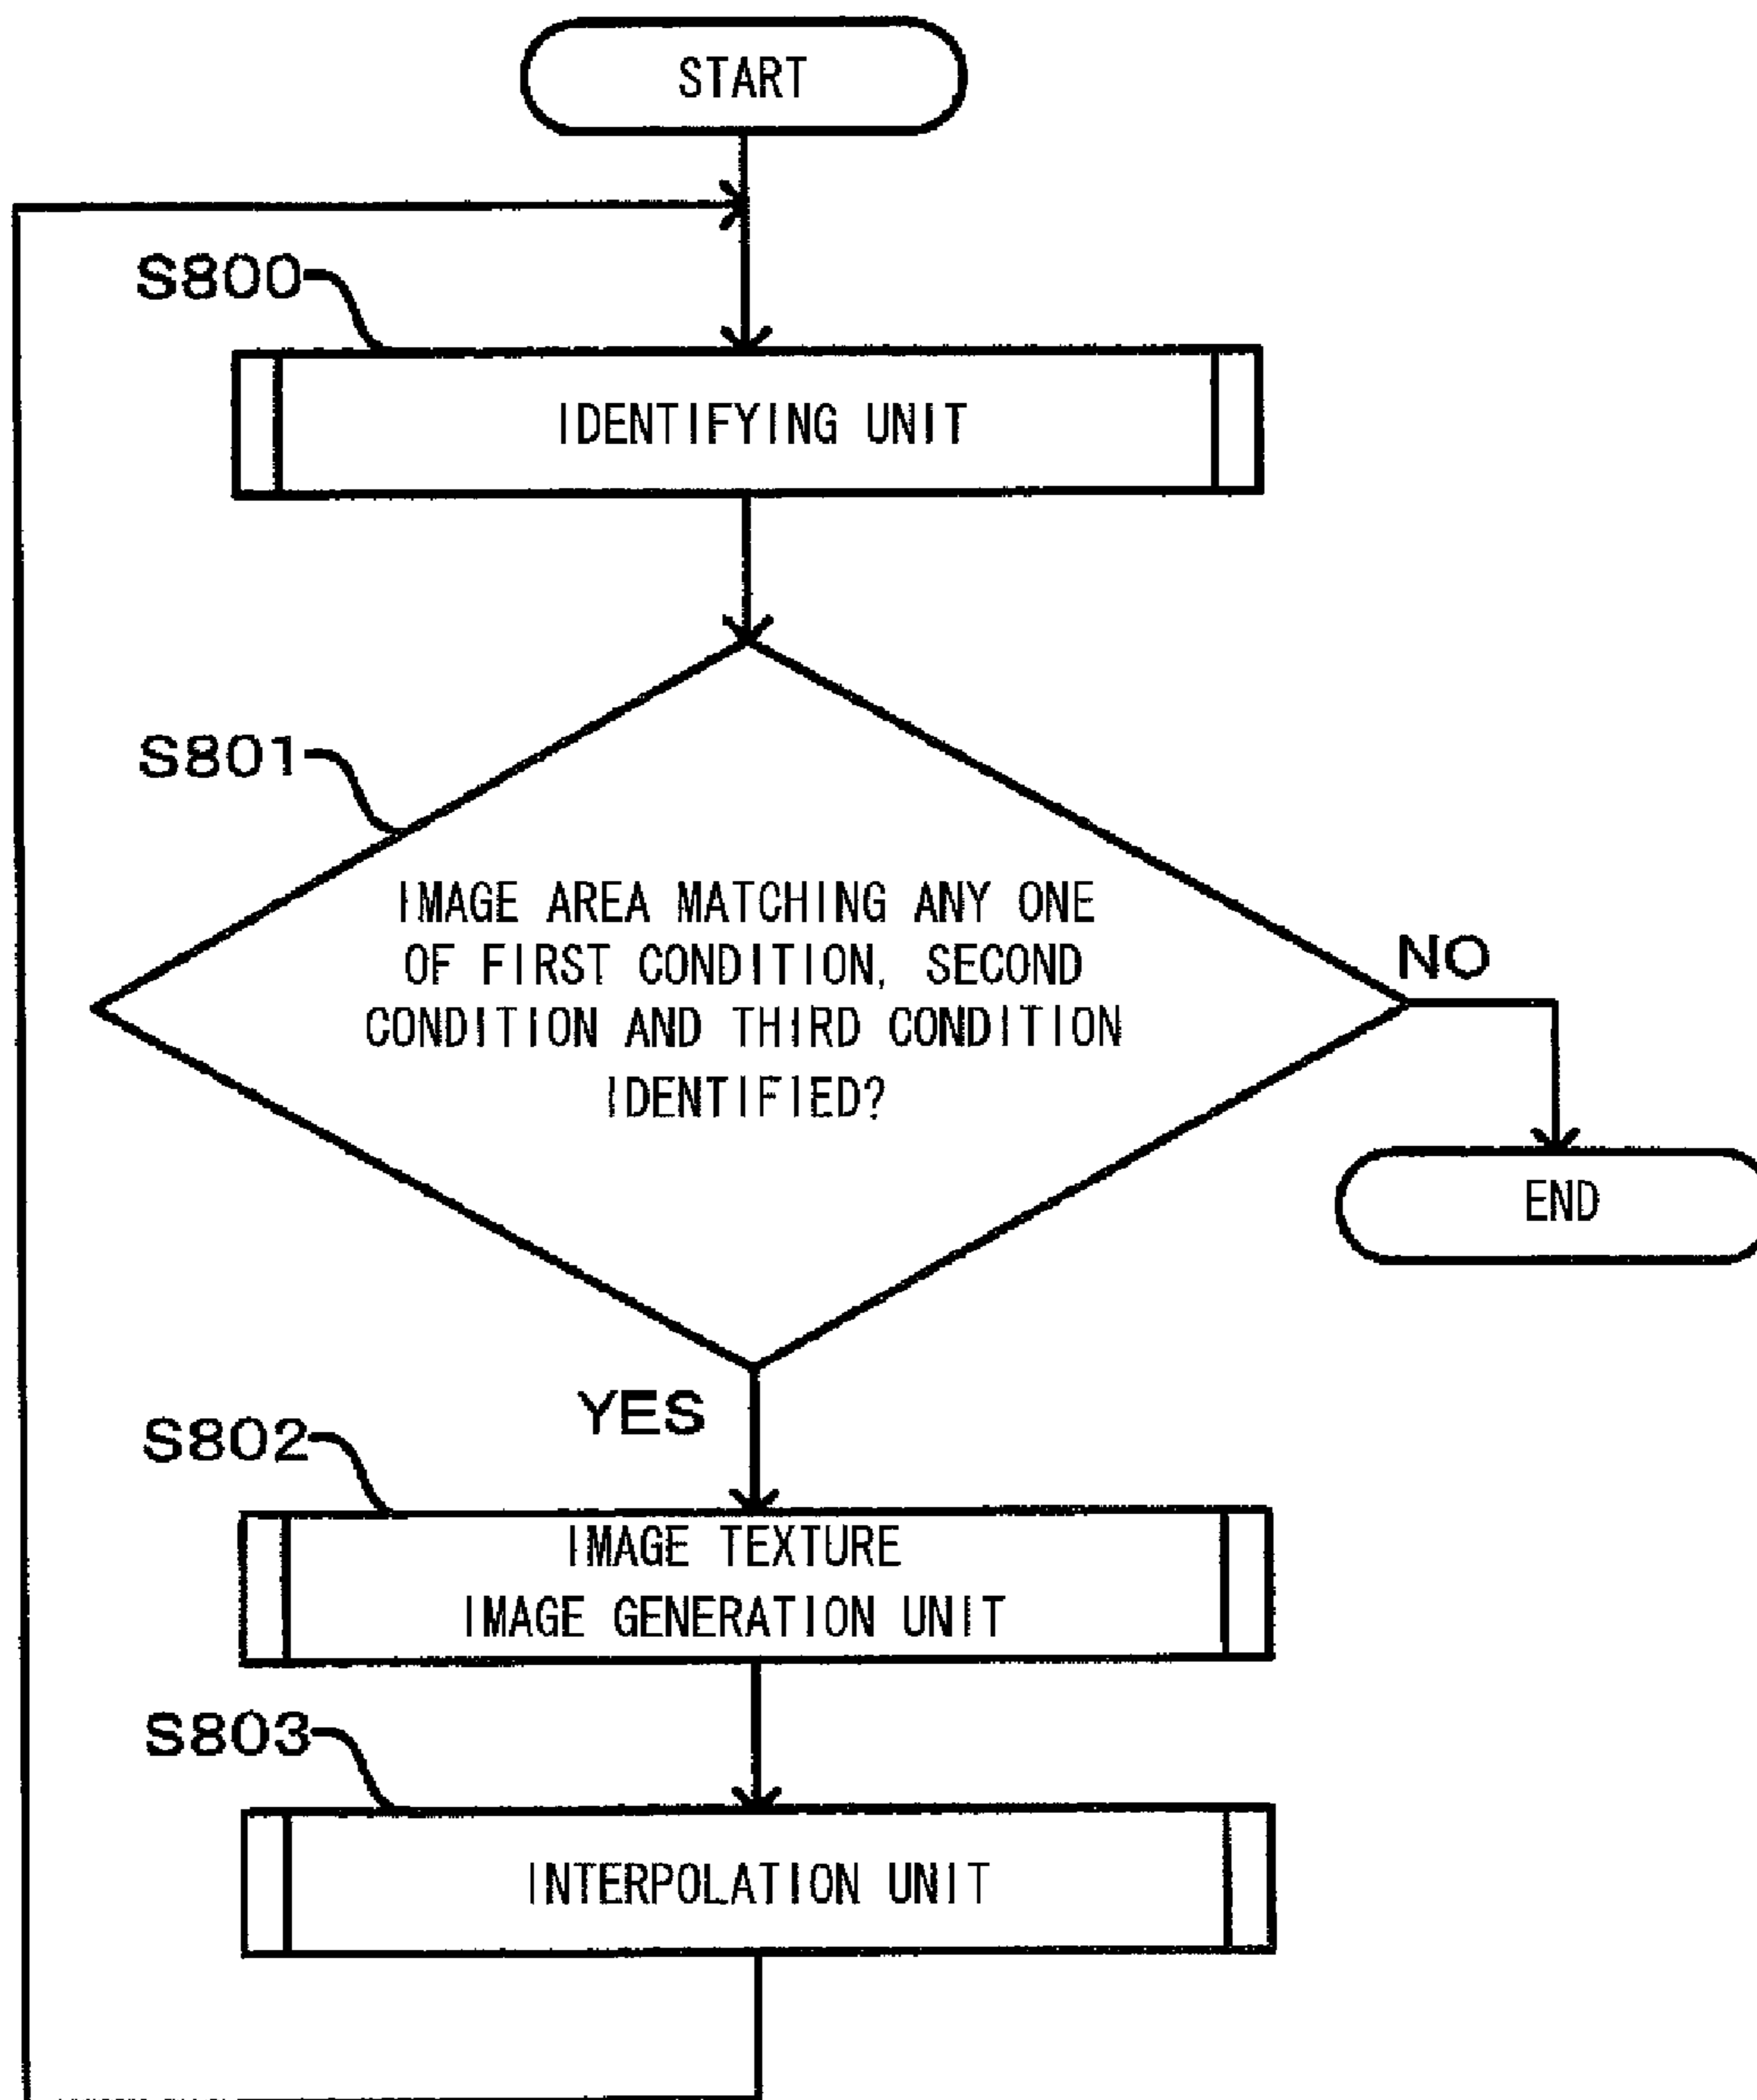 START
S800
IDENTIFYING UNIT
S801
IMAGE AREA MATCHING ANY ONE
OF FIRST CONDITION, SECOND
CONDITION AND THIRD CONDITION
IDENTIFIED?
NO
END
YES
S802
IMAGE TEXTURE
IMAGE GENERATION UNIT
S803
INTERPOLATION UNIT